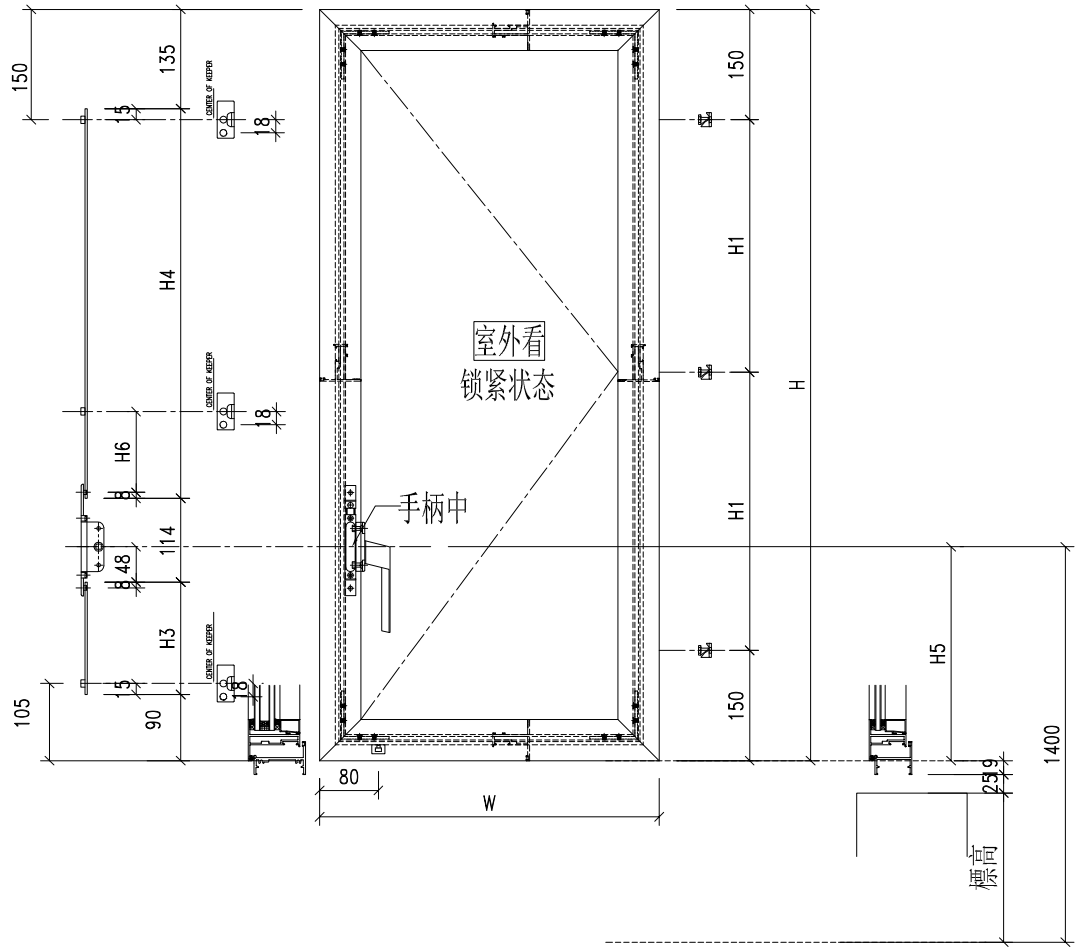 150
135
15
CENTER OF KEEPER
18
150
H4
H1
H
室外看
锁紧状态
CENTER OF KEEPER
18
H6
8
手柄中
114
48
8
H1
H3
CENTER OF KEEPER
18
15
105
90
150
H5
1400
80
W
19
25
標高